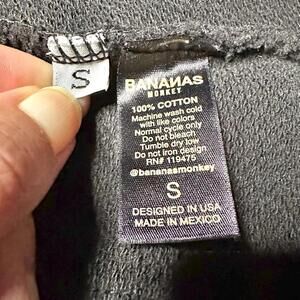 S
BANANAS
MONKEY
100% COTTON
Machine wash cold
with like colors
Normal cycle only
Do not bleach
Tumble dry low
Do not iron design
RN# 119475
@bananasmonkey
S
DESIGNED IN USA
MADE IN MEXICO